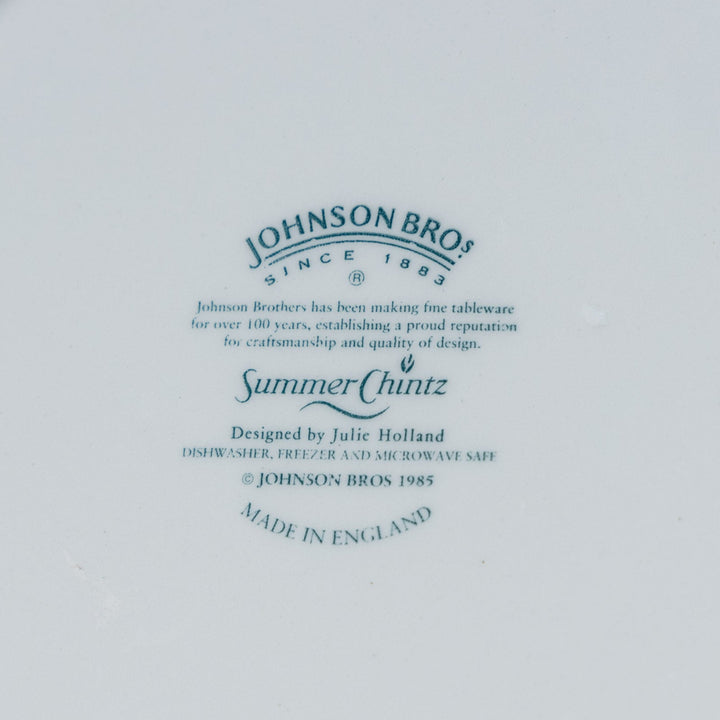 JOHNSON BROS.
SINCE 1883
®
Johnson Brothers has been making fine tableware
for over 100 years, establishing a proud reputation
for craftsmanship and quality of design.
Summer Chintz
Designed by Julie Holland
DISHWASHER, FREEZER AND MICROWAVE SAFE
© JOHNSON BROS 1985
MADE IN ENGLAND